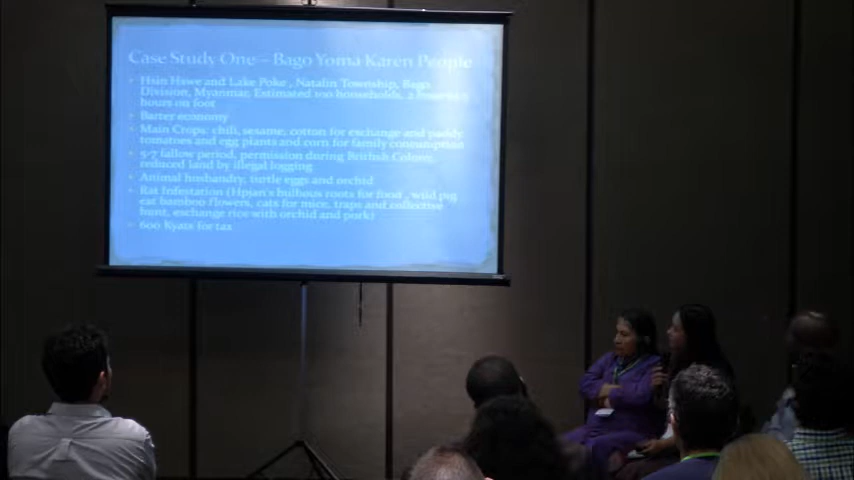 Case Study One – Bago Yoma Karen People
Hsin Hswe and Lake Poke , Natalin Township, Bago
Division, Myanmar. Estimated 100 households, 2
hours on foot
Barter economy
Main Crops: chili, sesame, cotton for exchange and paddy,
tomatoes and egg plants and corn for family consumption
5-7 fallow period, permission during British Colony,
reduced land by illegal logging
Animal husbandry, turtle eggs and orchid
Rat Infestation ( bulbous roots for food , wild pig
eat bamboo flowers, cats for mice, traps and collective
hunt, exchange rice with orchid and pork)
600 Kyats for tax